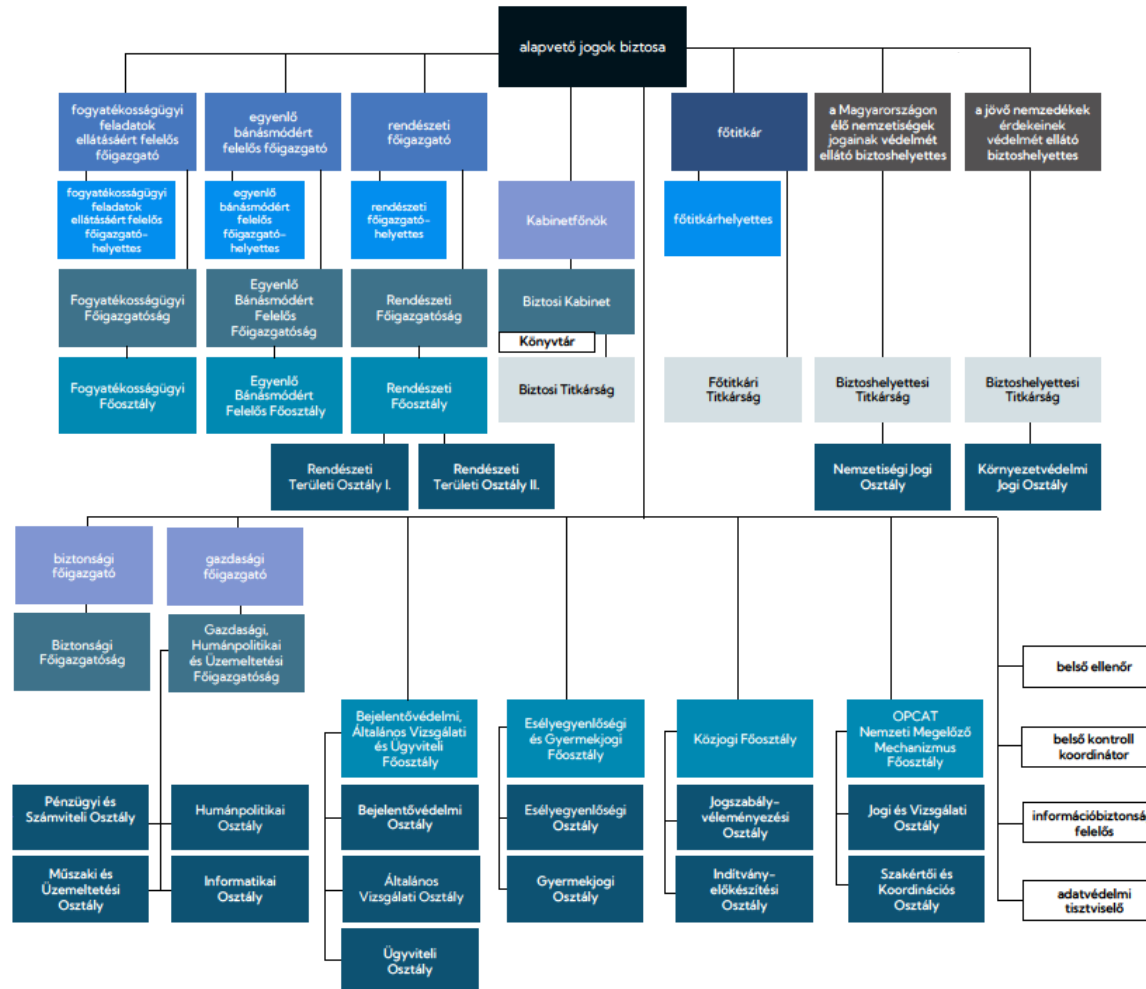 alapvető jogok biztosa
fogyatékosságügyi
feladatok
ellátásáért felelős
főigazgató
egyenlő
bánásmódért
felelős főigazgató
rendészeti
főigazgató
főtitkár
a Magyarországon
élő nemzetiségek
jogainak védelmét
ellátó biztoshelyettes
a jövő nemzedékek
érdekeinek
védelmét ellátó
biztoshelyettes
fogyatékosságügyi
feladatok
ellátásáért felelős
főigazgató-
helyettes
egyenlő
bánásmódért
felelős
főigazgató-
helyettes
rendészeti
főigazgató-
helyettes
Kabinetfőnök
főtitkárhelyettes
Fogyatékosságügyi
Főigazgatóság
Egyenlő
Bánásmódért
Felelős
Főigazgatóság
Rendészeti
Főigazgatóság
Biztosi Kabinet
Könyvtár
Fogyatékosságügyi
Főosztály
Egyenlő
Bánásmódért
Felelős Főosztály
Rendészeti
Főosztály
Biztosi Titkárság
Főtitkári
Titkárság
Biztoshelyettesi
Titkárság
Biztoshelyettesi
Titkárság
Rendészeti
Területi Osztály I.
Rendészeti
Területi Osztály II.
Nemzetiségi Jogi
Osztály
Környezetvédelmi
Jogi Osztály
biztonsági
főigazgató
gazdasági
főigazgató
Biztonsági
Főigazgatóság
Gazdasági,
Humánpolitikai
és Üzemeltetési
Főigazgatóság
belső ellenőr
Bejelentővédelmi,
Általános Vizsgálati
és Ügyviteli
Főosztály
Esélyegyenlőségi
és Gyermekjogi
Főosztály
Közjogi Főosztály
OPCAT
Nemzeti Megelőző
Mechanizmus
Főosztály
belső kontroll
koordinátor
Pénzügyi és
Számviteli Osztály
Humánpolitikai
Osztály
Bejelentővédelmi
Osztály
Esélyegyenlőségi
Osztály
Jogszabály-
véleményezési
Osztály
Jogi és Vizsgálati
Osztály
információbiztonsá
felelős
Műszaki és
Üzemeltetési
Osztály
Informatikai
Osztály
Általános
Vizsgálati Osztály
Gyermekjogi
Osztály
Indítvány-
előkészítési
Osztály
Szakértői és
Koordinációs
Osztály
adatvédelmi
tisztviselő
Ügyviteli
Osztály